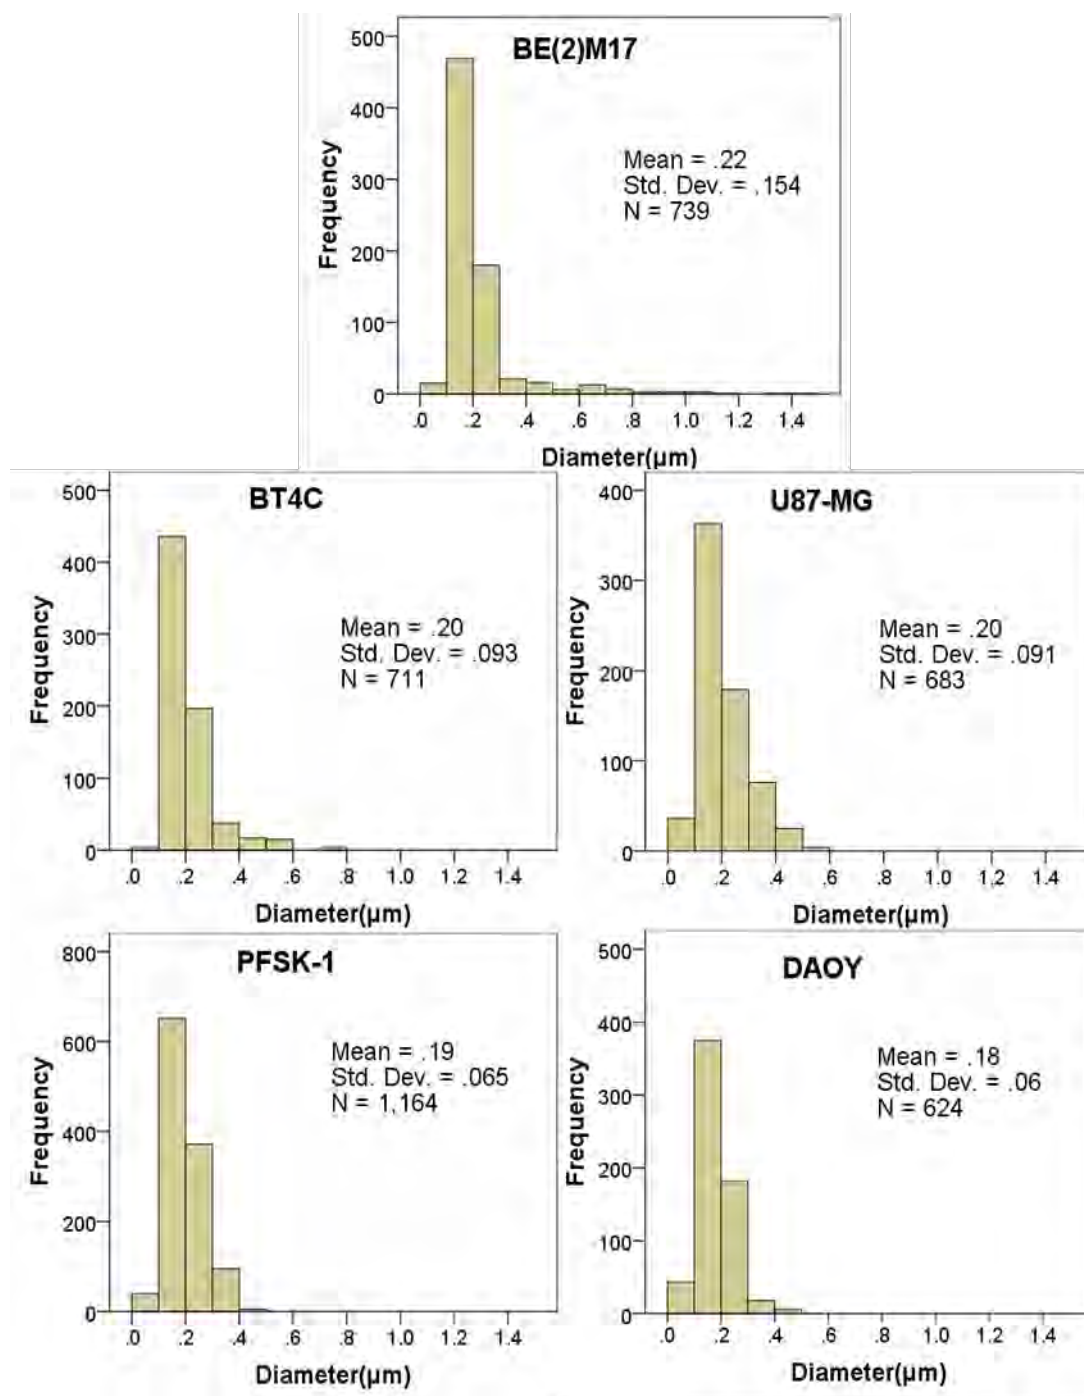 BE(2)M17
500
400
300
200
100
0
Frequency
Mean = .22
Std. Dev. = .154
N = 739
.0 .2 .4 .6 .8 1.0 1.2 1.4
Diameter(µm)
BT4C
500
400
300
200
100
0
Frequency
Mean = .20
Std. Dev. = .093
N = 711
.0 .2 .4 .6 .8 1.0 1.2 1.4
Diameter(µm)
U87-MG
400
300
200
100
0
Frequency
Mean = .20
Std. Dev. = .091
N = 683
.0 .2 .4 .6 .8 1.0 1.2 1.4
Diameter(µm)
PFSK-1
800
600
400
200
0
Frequency
Mean = .19
Std. Dev. = .065
N = 1,164
.0 .2 .4 .6 .8 1.0 1.2 1.4
Diameter(µm)
DAOY
500
400
300
200
100
0
Frequency
Mean = .18
Std. Dev. = .06
N = 624
.0 .2 .4 .6 .8 1.0 1.2 1.4
Diameter(µm)